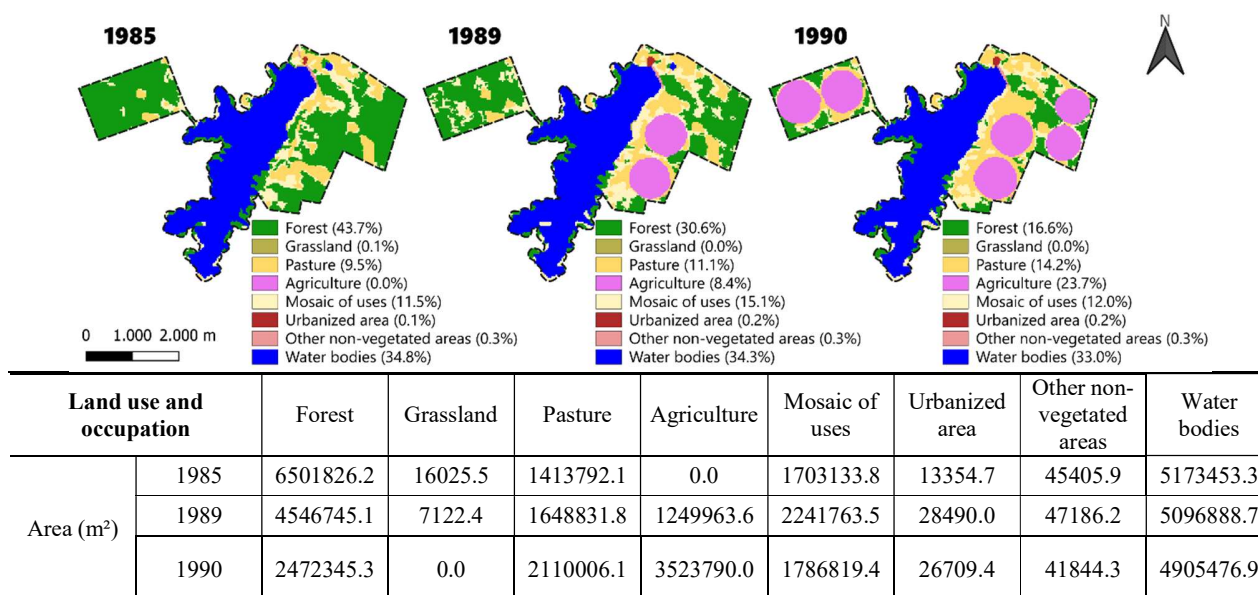 1985
1989
1990
N
Forest (43.7%)
Grassland (0.1%)
Pasture (9.5%)
Agriculture (0.0%)
Mosaic of uses (11.5%)
Urbanized area (0.1%)
Other non-vegetated areas (0.3%)
Water bodies (34.8%)
Forest (30.6%)
Grassland (0.0%)
Pasture (11.1%)
Agriculture (8.4%)
Mosaic of uses (15.1%)
Urbanized area (0.2%)
Other non-vegetated areas (0.3%)
Water bodies (34.3%)
Forest (16.6%)
Grassland (0.0%)
Pasture (14.2%)
Agriculture (23.7%)
Mosaic of uses (12.0%)
Urbanized area (0.2%)
Other non-vegetated areas (0.3%)
Water bodies (33.0%)
0 1.000 2.000 m
Land use and
occupation
Forest
Grassland
Pasture
Agriculture
Mosaic of
uses
Urbanized
area
Other non-
vegetated
areas
Water
bodies
Area (m²)
1985 6501826.2 16025.5 1413792.1 0.0 1703133.8 13354.7 45405.9 5173453.3
1989 4546745.1 7122.4 1648831.8 1249963.6 2241763.5 28490.0 47186.2 5096888.7
1990 2472345.3 0.0 2110006.1 3523790.0 1786819.4 26709.4 41844.3 4905476.9